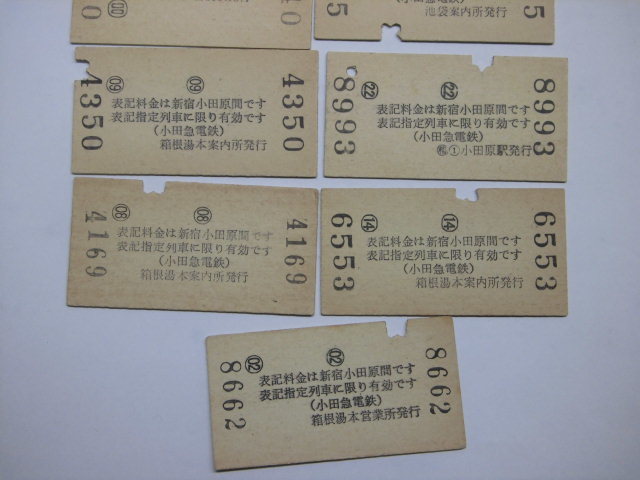 0
00
0
5
(小田急電鉄)
池袋案内所発行
5
4350
09
09
表記料金は新宿小田原間です
表記指定列車に限り有効です
(小田急電鉄)
箱根湯本案内所発行
4350
8993
22
22
表記料金は新宿小田原間です
表記指定列車に限り有効です
(小田急電鉄)
①小田原駅発行
8993
4169
08
08
表記料金は新宿小田原間です
表記指定列車に限り有効です
(小田急電鉄)
箱根湯本案内所発行
4169
6553
14
14
表記料金は新宿小田原間です
表記指定列車に限り有効です
(小田急電鉄)
箱根湯本案内所発行
6553
8662
02
02
表記料金は新宿小田原間です
表記指定列車に限り有効です
(小田急電鉄)
箱根湯本営業所発行
8662